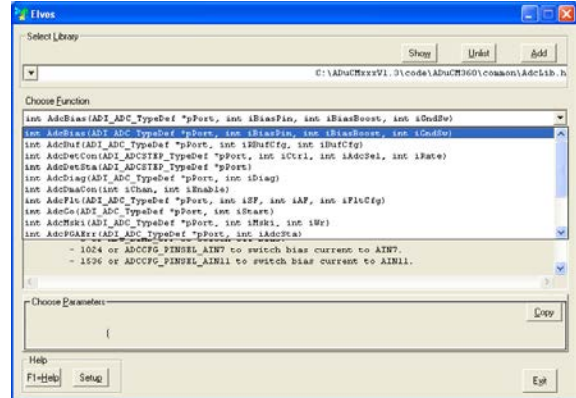 Elves
Select Library
Show Unlist Add
C:\ADuCMxxxV1.3\code\ADuCM360\common\AdcLib.h
Choose Function
int AdcBias(ADI_ADC_TypeDef *pPort, int iBiasPin, int iBiasBoost, int iGndSw)
int AdcBias(ADI_ADC_TypeDef *pPort, int iBiasPin, int iBiasBoost, int iGndSw)
int AdcBuf(ADI_ADC_TypeDef *pPort, int iRBufCfg, int iBufCfg)
int AdcDetCon(ADI_ADCSTEP_TypeDef *pPort, int iCtrl, int iAdcSel, int iRate)
int AdcDetSta(ADI_ADCSTEP_TypeDef *pPort)
int AdcDiag(ADI_ADC_TypeDef *pPort, int iDiag)
int AdcDmaCon(int iChan, int iEnable)
int AdcFlt(ADI_ADC_TypeDef *pPort, int iSF, int iAF, int iFltCfg)
int AdcGo(ADI_ADC_TypeDef *pPort, int iStart)
int AdcMski(ADI_ADC_TypeDef *pPort, int iMski, int iWr)
int AdcPGAErr(ADI_ADC_TypeDef *pPort, int iAdcSta)
- 1024 or ADCCFG_PINSEL_AIN7 to switch bias current to AIN7.
- 1536 or ADCCFG_PINSEL_AIN11 to switch bias current to AIN11.
Choose Parameters
Copy
(
Help
F1=Help Setup
Exit